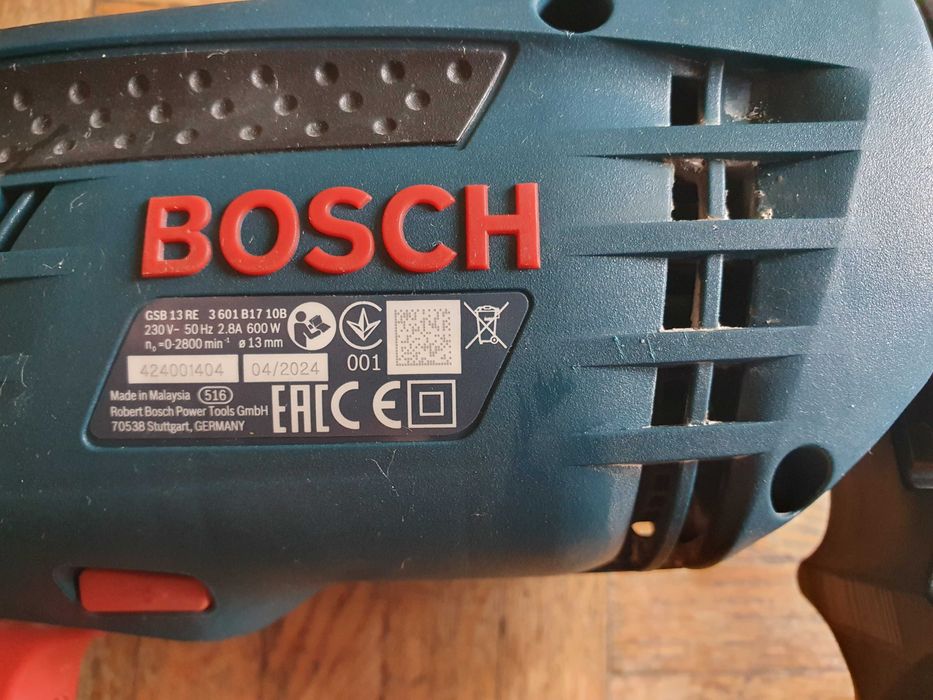 BOSCH
GSB 13 RE 3 601 B17 10B
230 V~ 50 Hz 2.8A 600 W
n₀ =0-2800 min⁻¹ ø 13 mm
001
424001404 04/2024
Made in Malaysia 516
Robert Bosch Power Tools GmbH
70538 Stuttgart, GERMANY
EAC CE